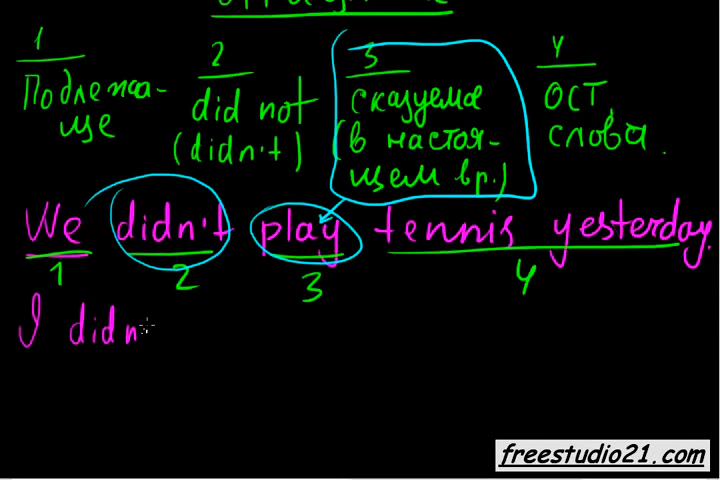 1 2 3 4
Подлежа-
ще
did not
(didn't)
сказуемое
(в настоя-
щем вр.)
ост.
слова.
We didn't play tennis yesterday.
1 2 3 4
I didn
freestudio21.com